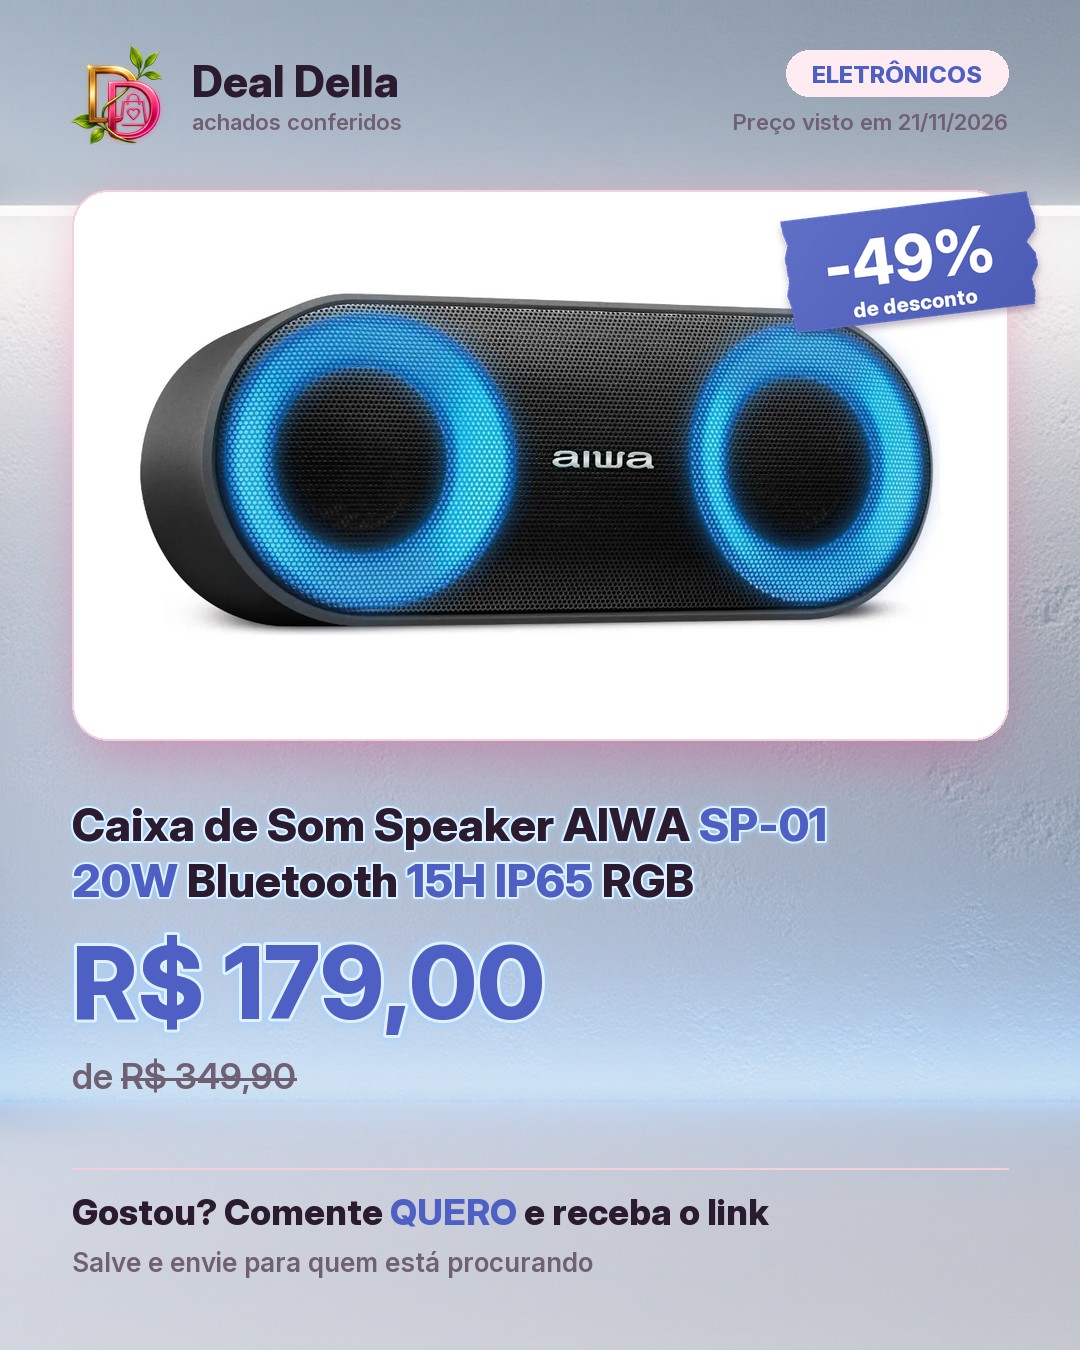 Deal Della
achados conferidos
ELETRÔNICOS
Preço visto em 21/11/2026
-49%
de desconto
aiwa
Caixa de Som Speaker AIWA SP-01
20W Bluetooth 15H IP65 RGB
R$ 179,00
de R$ 349,90
Gostou? Comente QUERO e receba o link
Salve e envie para quem está procurando